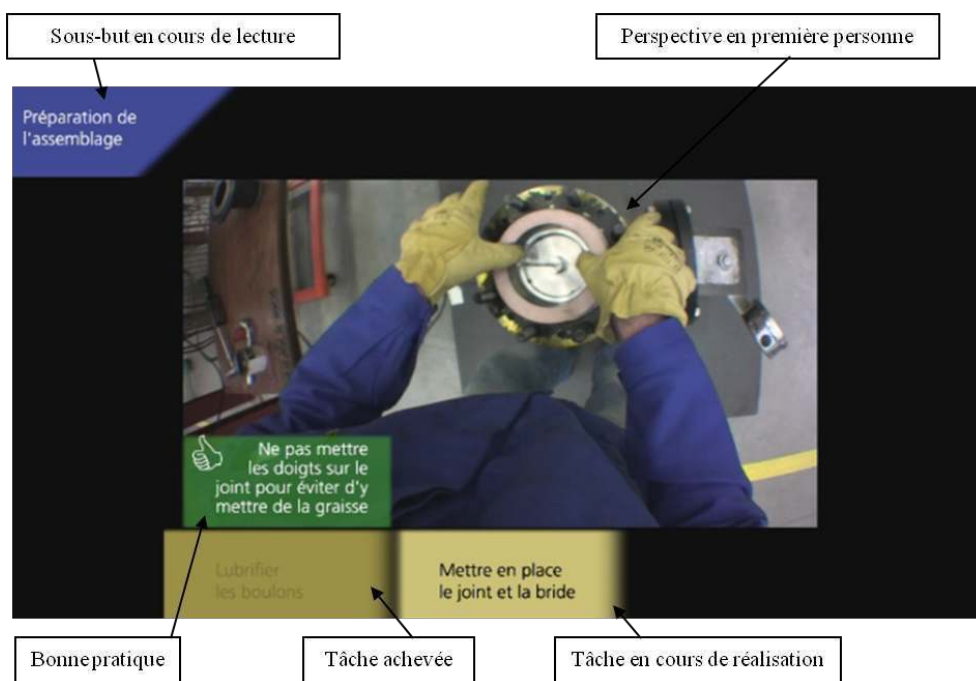 Sous-but en cours de lecture
Perspective en première personne
Préparation de
l'assemblage
Ne pas mettre
les doigts sur le
joint pour éviter d'y
mettre de la graisse
Lubrifier
les boulons
Mettre en place
le joint et la bride
Bonne pratique
Tâche achevée
Tâche en cours de réalisation